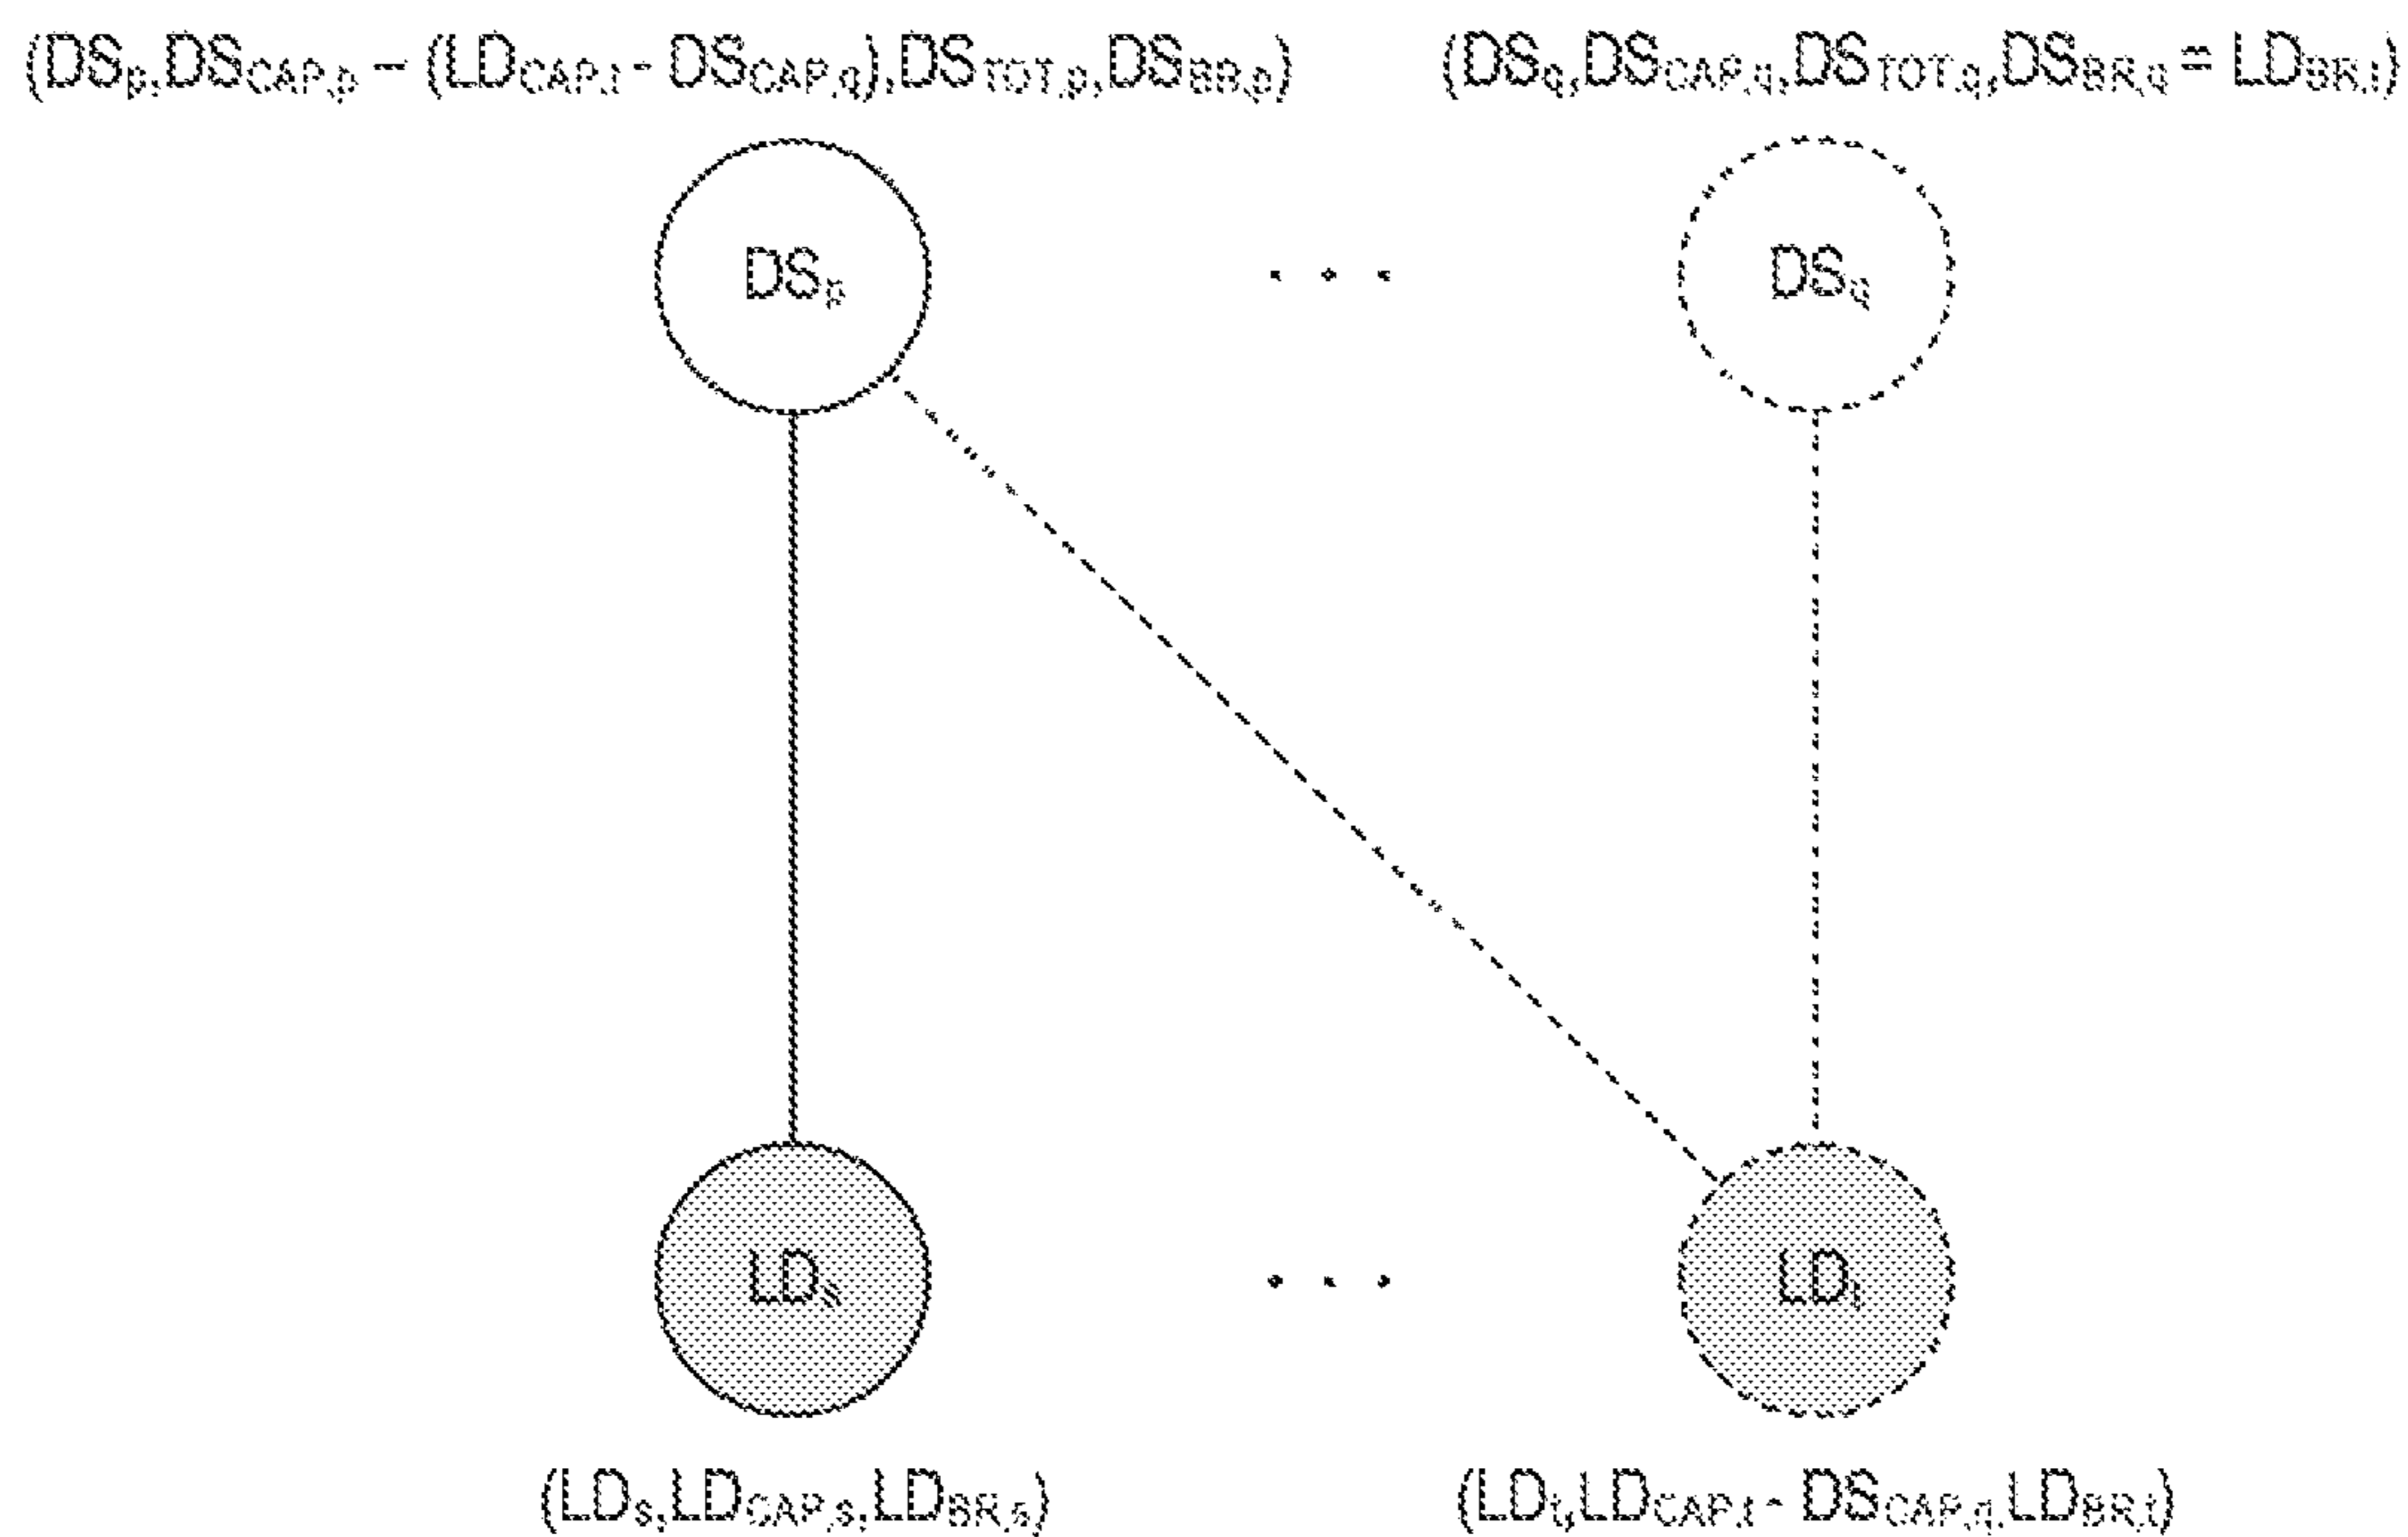 (DSp,DSCAP,p – (LDCAP,t - DSCAP,q),DSTOT,p,DSBR,p) (DSq,DSCAP,q,DSTOT,q,DSBR,q = LDBR,t)
DSp ... DSq
LDs ... LDt
(LDs,LDCAP,s,LDBR,s) (LDt,LDCAP,t - DSCAP,q,LDBR,t)